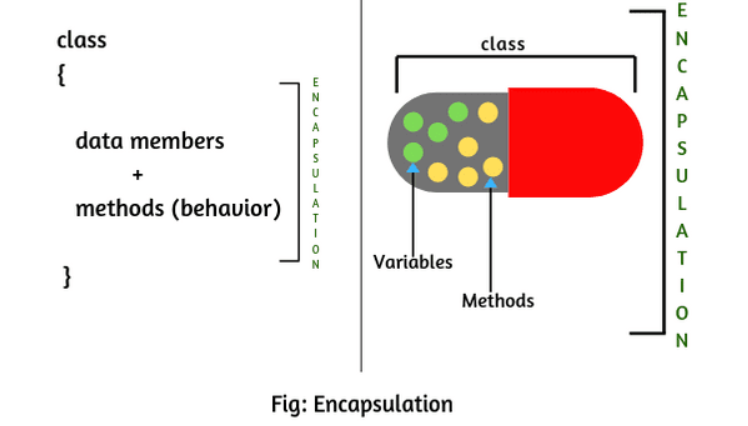 class
{
data members
+
methods (behavior)
}
ENCAPSULATION
class
Variables
Methods
ENCAPSULATION
Fig: Encapsulation